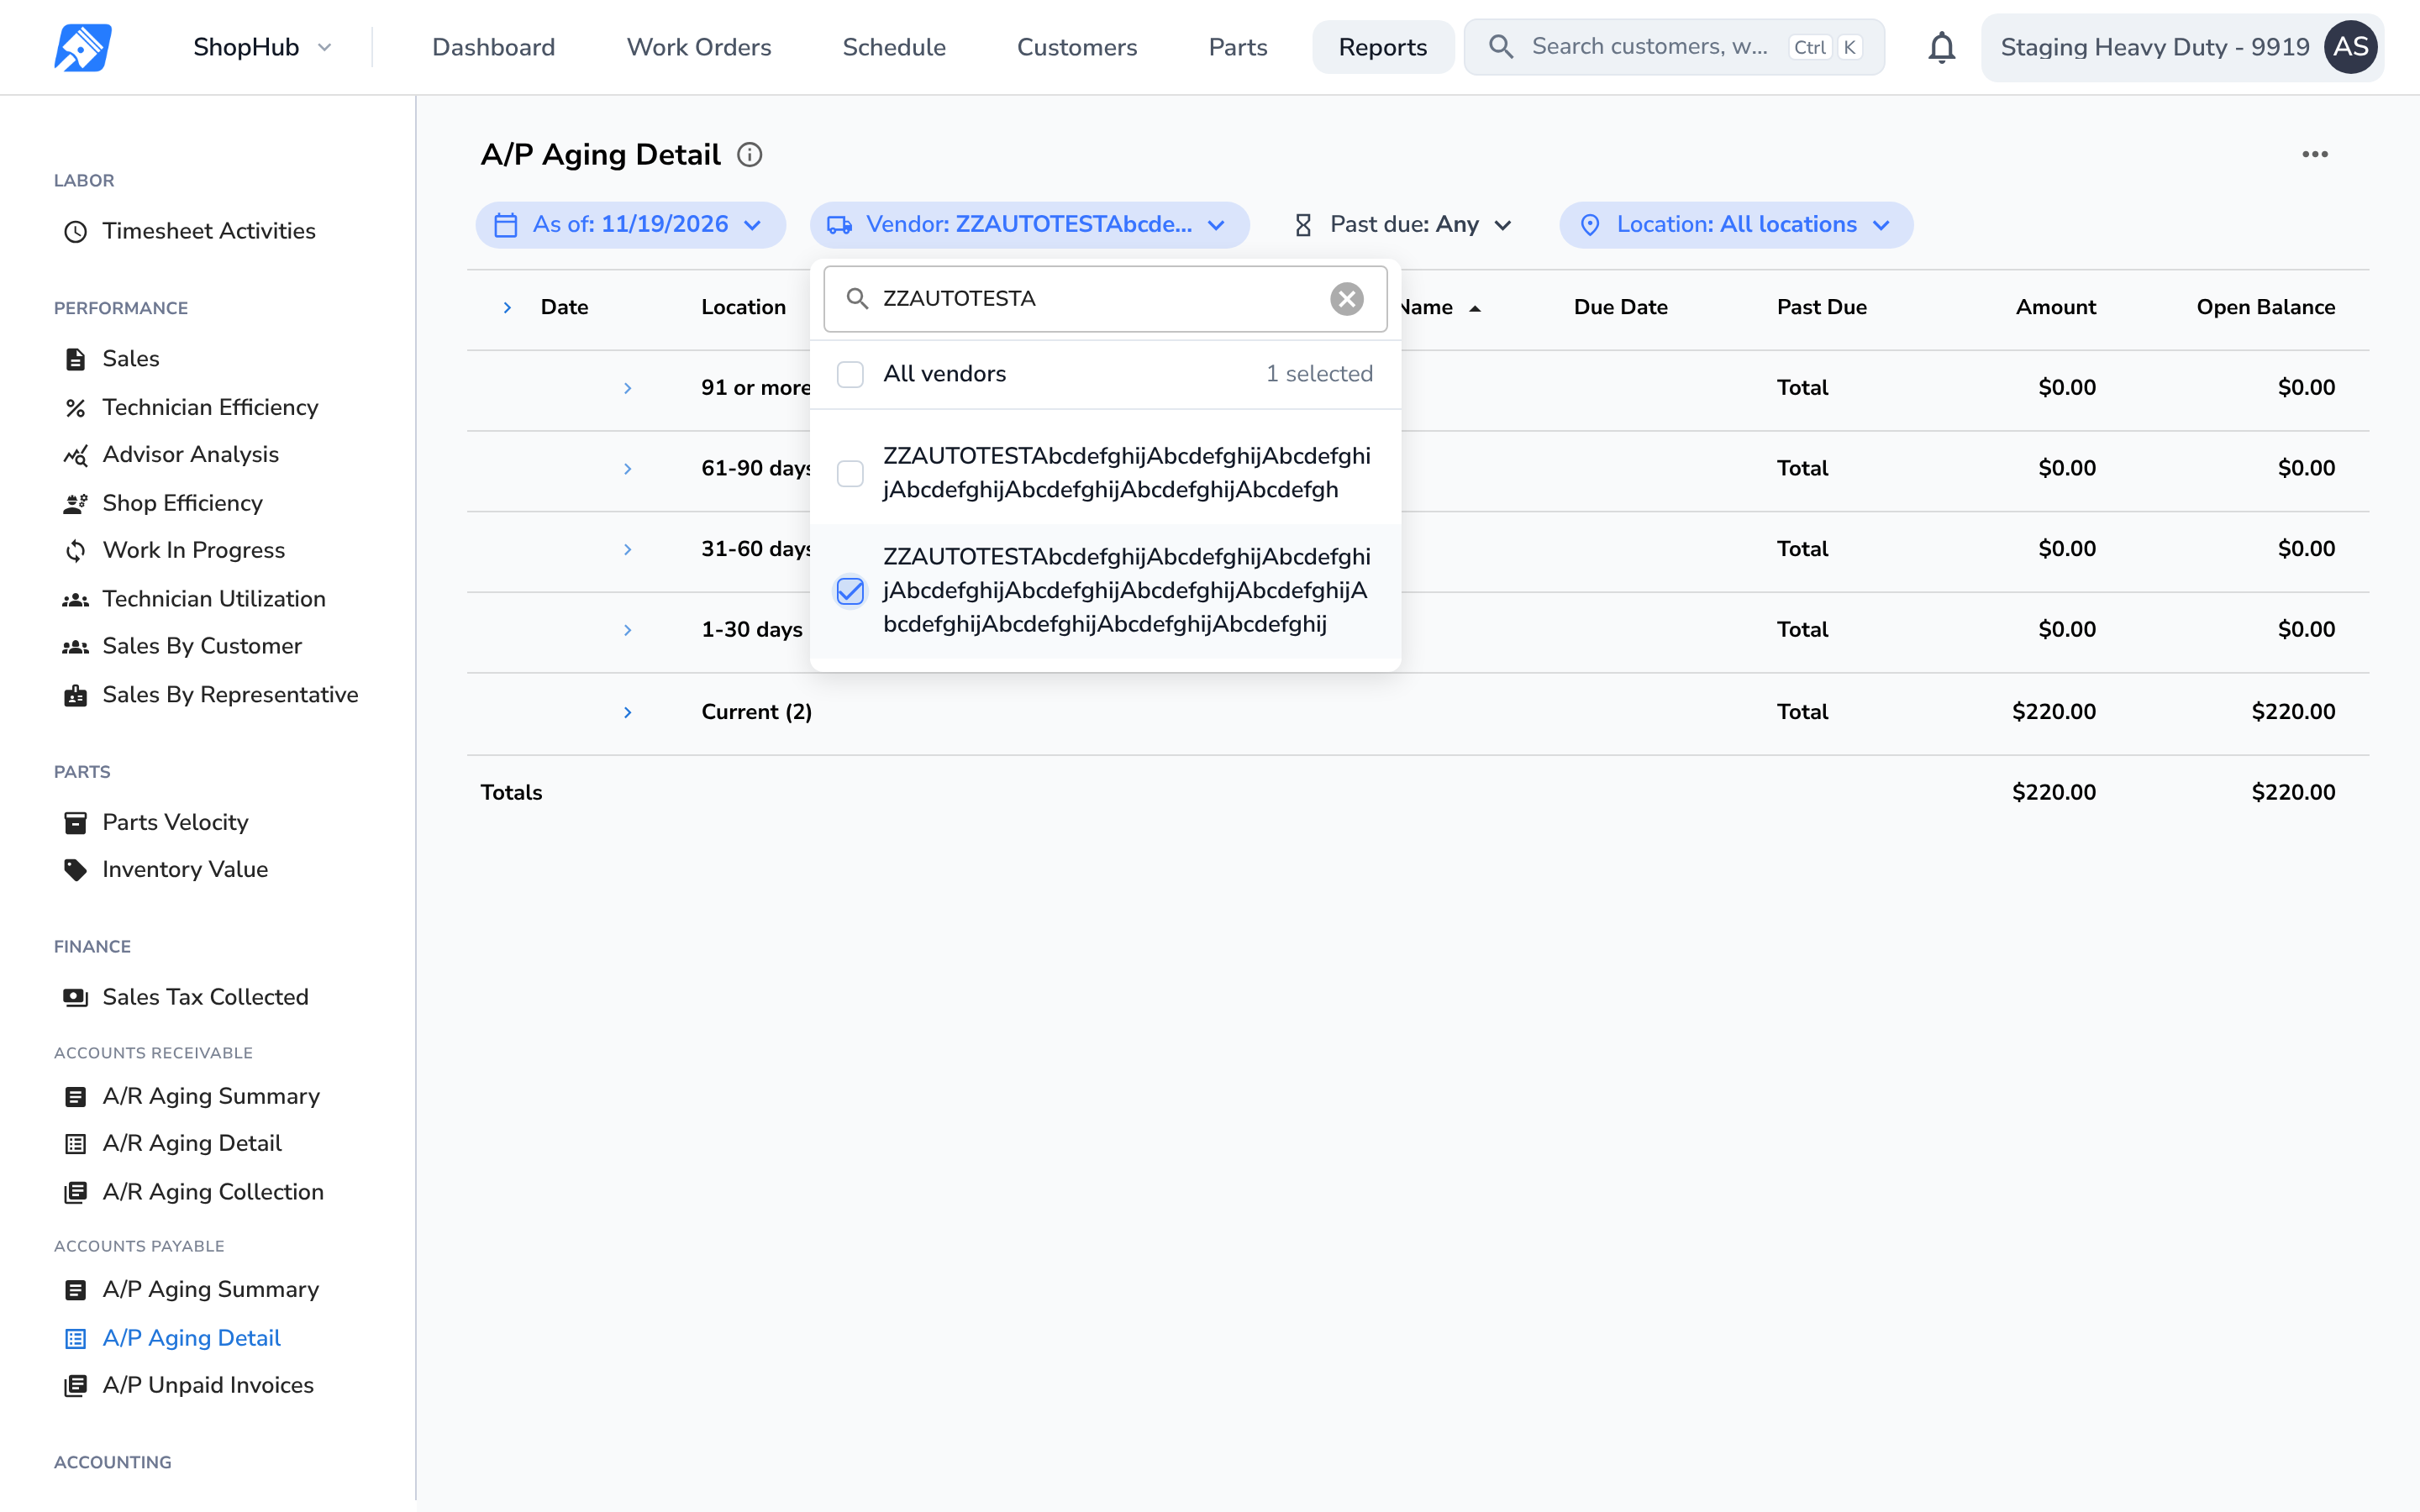 ShopHub
Dashboard
Work Orders
Schedule
Customers
Parts
Reports
Search customers, w...
Ctrl K
Staging Heavy Duty - 9919
AS
LABOR
Timesheet Activities
PERFORMANCE
Sales
Technician Efficiency
Advisor Analysis
Shop Efficiency
Work In Progress
Technician Utilization
Sales By Customer
Sales By Representative
PARTS
Parts Velocity
Inventory Value
FINANCE
Sales Tax Collected
ACCOUNTS RECEIVABLE
A/R Aging Summary
A/R Aging Detail
A/R Aging Collection
ACCOUNTS PAYABLE
A/P Aging Summary
A/P Aging Detail
A/P Unpaid Invoices
ACCOUNTING
A/P Aging Detail
As of: 11/19/2026
Vendor: ZZAUTOTESTAbcde...
Past due: Any
Location: All locations
ZZAUTOTESTA
All vendors
1 selected
ZZAUTOTESTAbcdefghijAbcdefghijAbcdefghi
jAbcdefghijAbcdefghijAbcdefghijAbcdefgh
ZZAUTOTESTAbcdefghijAbcdefghijAbcdefghi
jAbcdefghijAbcdefghijAbcdefghijAbcdefghijA
bcdefghijAbcdefghijAbcdefghijAbcdefghij
Date Location Name Due Date Past Due Amount Open Balance
91 or more Total $0.00 $0.00
61-90 days Total $0.00 $0.00
31-60 days Total $0.00 $0.00
1-30 days Total $0.00 $0.00
Current (2) Total $220.00 $220.00
Totals $220.00 $220.00